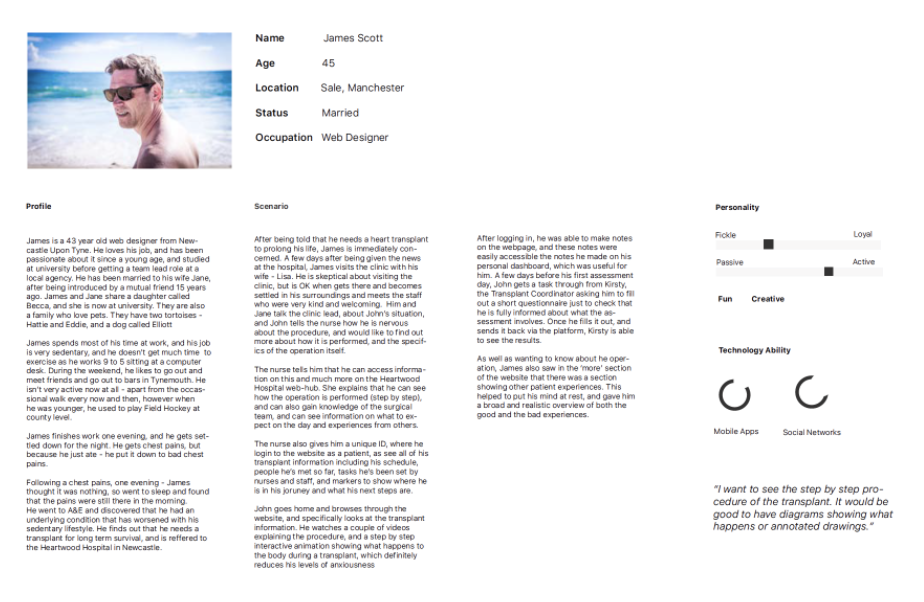 Name James Scott
Age 45
Location Sale, Manchester
Status Married
Occupation Web Designer
Profile
James is a 43 year old web designer from New-
castle Upon Tyne. He loves his job, and has been
passionate about it since a young age, and studied
at university before getting a team lead role at a
local agency. He has been married to his wife Jane,
after being introduced by a mutual friend 15 years
ago. James and Jane share a daughter called
Becca, and she is now at university. They are also
a family who love pets. They have two tortoises -
Hattie and Eddie, and a dog called Elliott
James spends most of his time at work, and his job
is very sedentary, and he doesn't get much time to
exercise as he works 9 to 5 sitting at a computer
desk. During the weekend, he likes to go out and
meet friends and go out to bars in Tynemouth. He
isn't very active now at all - apart from the occas-
sional walk every now and then, however when
he was younger, he used to play Field Hockey at
county level.
James finishes work one evening, and he gets set-
tled down for the night. He gets chest pains, but
because he just ate - he put it down to bad chest
pains.
Following a chest pains, one evening - James
thought it was nothing, so went to sleep and found
that the pains were still there in the morning.
He went to A&E and discovered that he had an
underlying condition that has worsened with his
sedentary lifestyle. He finds out that he needs a
transplant for long term survival, and is reffered to
the Heartwood Hospital in Newcastle.
Scenario
After being told that he needs a heart transplant
to prolong his life, James is immediately con-
cerned. A few days after being given the news
at the hospital, James visits the clinic with his
wife - Lisa. He is skeptical about visiting the
clinic, but is OK when gets there and becomes
settled in his surroundings and meets the staff
who were very kind and welcoming. Him and
Jane talk the clinic lead, about John's situation,
and John tells the nurse how he is nervous
about the procedure, and would like to find out
more about how it is performed, and the specif-
ics of the operation itself.
The nurse tells him that he can access informa-
tion on this and much more on the Heartwood
Hospital web-hub. She explains that he can see
how the operation is performed (step by step),
and can also gain knowledge of the surgical
team, and can see information on what to ex-
pect on the day and experiences from others.
The nurse also gives him a unique ID, where he
login to the website as a patient, as see all of his
transplant information including his schedule,
people he's met so far, tasks he's been set by
nurses and staff, and markers to show where he
is in his joruney and what his next steps are.
John goes home and browses through the
website, and specifically looks at the transplant
information. He watches a couple of videos
explaining the procedure, and a step by step
interactive animation showing what happens to
the body during a transplant, which definitely
reduces his levels of anxiousness
After logging in, he was able to make notes
on the webpage, and these notes were
easily accessible the notes he made on his
personal dashboard, which was useful for
him. A few days before his first assessment
day, John gets a task through from Kirsty,
the Transplant Coordinator asking him to fill
out a short questionnaire just to check that
he is fully informed about what the as-
sessment involves. Once he fills it out, and
sends it back via the platform, Kirsty is able
to see the results.
As well as wanting to know about he oper-
ation, James also saw in the 'more' section
of the website that there was a section
showing other patient experiences. This
helped to put his mind at rest, and gave him
a broad and realistic overview of both the
good and the bad experiences.
Personality
Fickle Loyal
Passive Active
Fun Creative
Technology Ability
Mobile Apps Social Networks
"I want to see the step by step pro-
cedure of the transplant. It would be
good to have diagrams showing what
happens or annotated drawings."